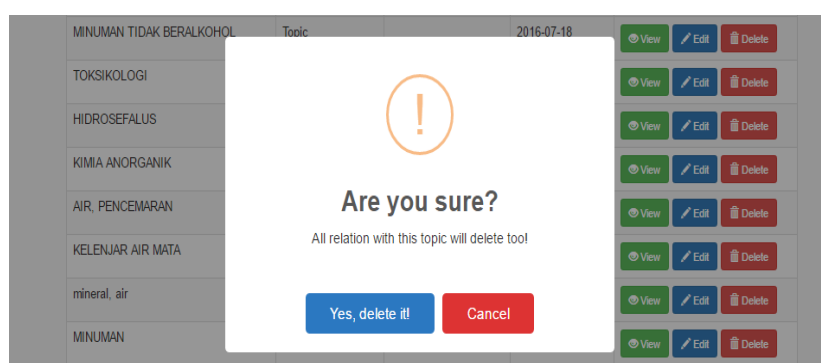 MINUMAN TIDAK BERALKOHOL Topic 2016-07-18 View Edit Delete
TOKSIKOLOGI View Edit Delete
HIDROSEFALUS View Edit Delete
KIMIA ANORGANIK View Edit Delete
AIR, PENCEMARAN View Edit Delete
KELENJAR AIR MATA View Edit Delete
mineral, air View Edit Delete
MINUMAN View Edit Delete
!
Are you sure?
All relation with this topic will delete too!
Yes, delete it!
Cancel